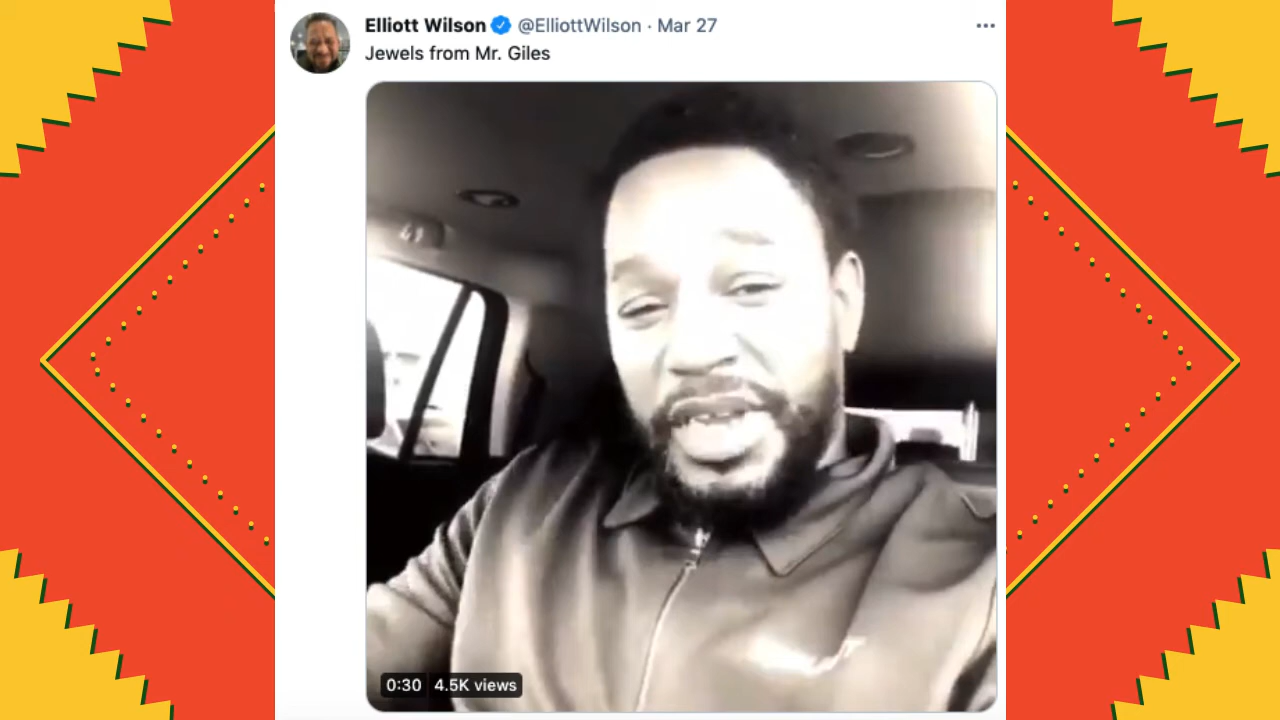 Elliott Wilson @ElliottWilson · Mar 27
Jewels from Mr. Giles
0:30 4.5K views